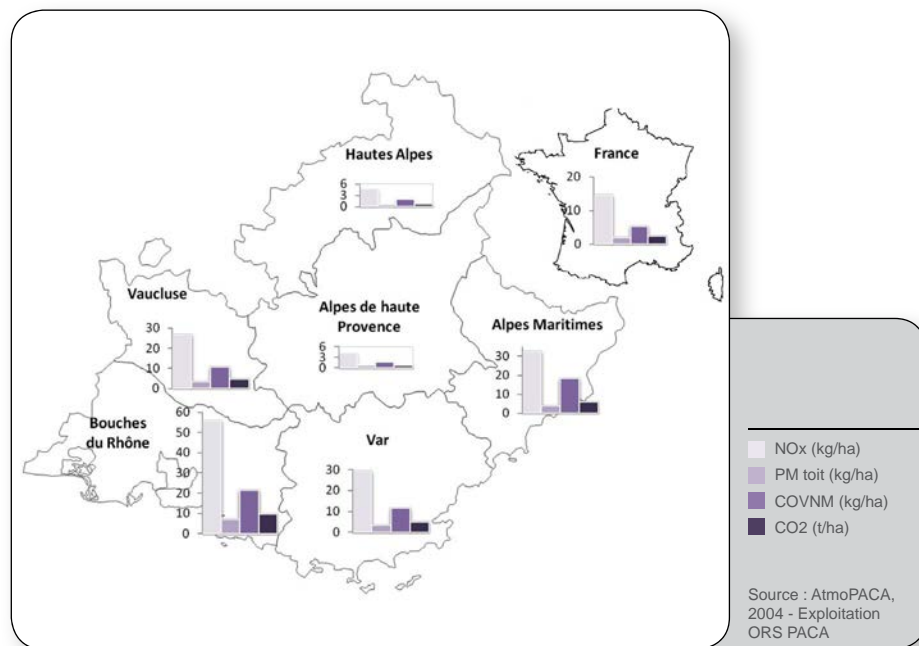 Hautes Alpes
6
3
0
France
20
10
0
Vaucluse
30
20
10
0
Alpes de haute
Provence
6
3
0
Alpes Maritimes
30
20
10
0
Bouches
du Rhône
60
50
40
30
20
10
0
Var
30
20
10
0
NOx (kg/ha)
PM toit (kg/ha)
COVNM (kg/ha)
CO2 (t/ha)
Source : AtmoPACA,
2004 - Exploitation
ORS PACA